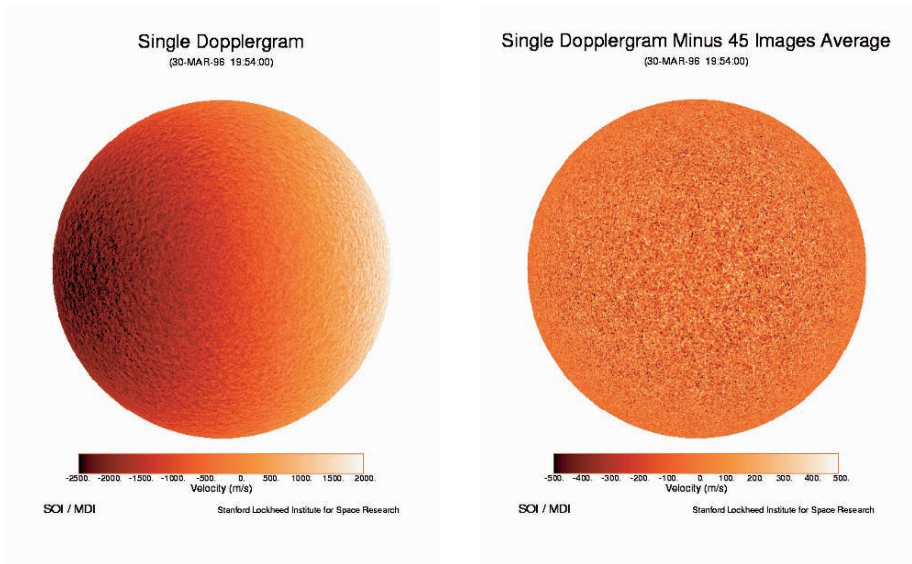 Single Dopplergram
(30-MAR-96 19:54:00)
-2500. -2000. -1500. -1000. -500. 0. 500. 1000. 1500. 2000.
Velocity (m/s)
SOI / MDI Stanford Lockheed Institute for Space Research
Single Dopplergram Minus 45 Images Average
(30-MAR-96 19:54:00)
-500. -400. -300. -200. -100. 0. 100. 200. 300. 400. 500.
Velocity (m/s)
SOI / MDI Stanford Lockheed Institute for Space Research